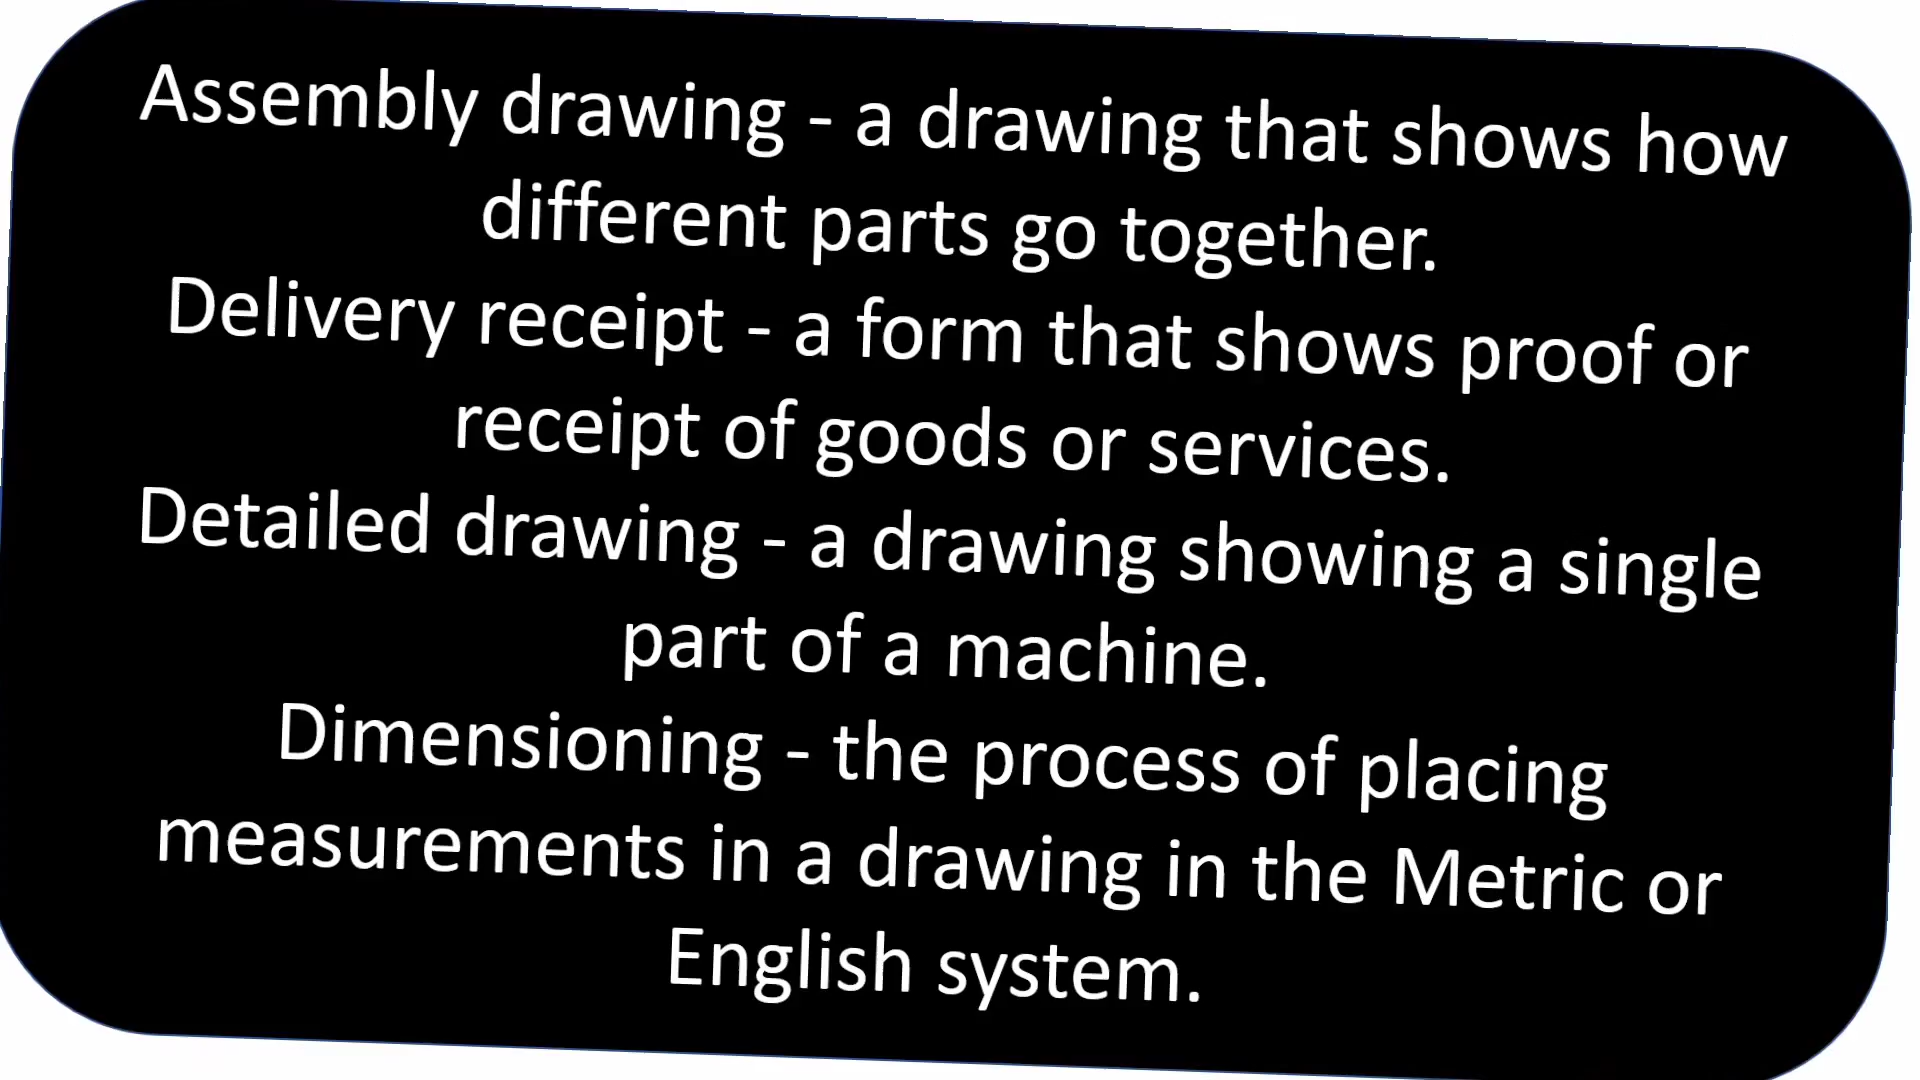 Assembly drawing - a drawing that shows how
different parts go together.
Delivery receipt - a form that shows proof or
receipt of goods or services.
Detailed drawing - a drawing showing a single
part of a machine.
Dimensioning - the process of placing
measurements in a drawing in the Metric or
English system.